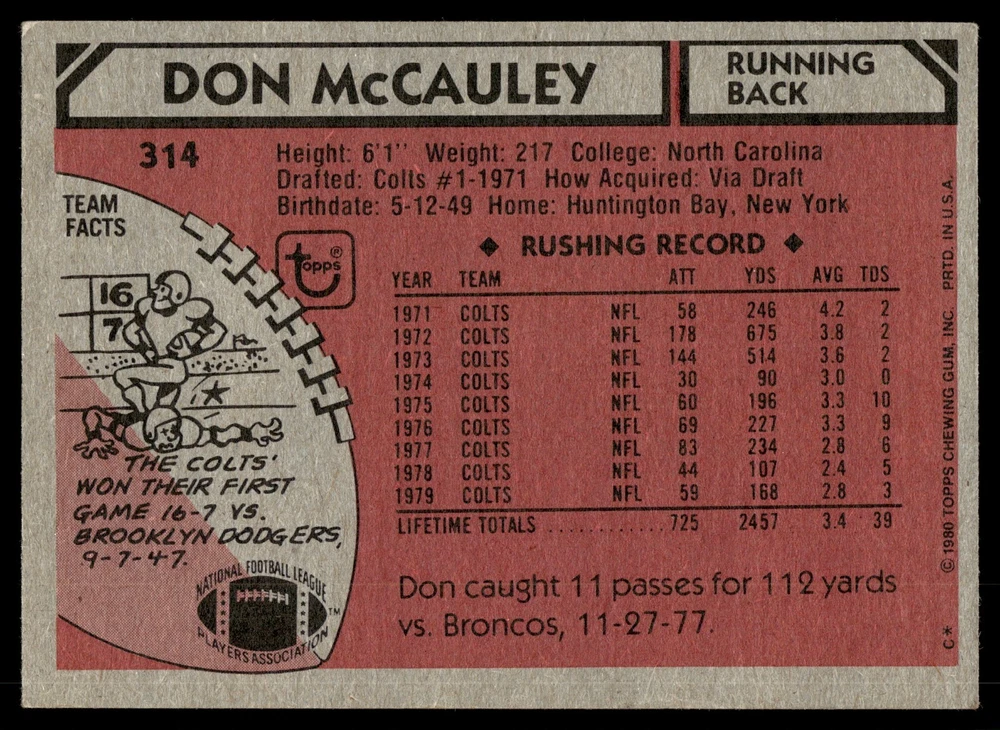 DON McCAULEY
RUNNING
BACK
314
Height: 6'1" Weight: 217 College: North Carolina
Drafted: Colts #1-1971 How Acquired: Via Draft
Birthdate: 5-12-49 Home: Huntington Bay, New York
TEAM
FACTS
16
7
THE COLTS'
WON THEIR FIRST
GAME 16-7 VS.
BROOKLYN DODGERS,
9-7-47.
NATIONAL FOOTBALL LEAGUE
PLAYERS ASSOCIATION
TM
topps®
◆ RUSHING RECORD ◆
YEAR TEAM ATT YDS AVG TDS
1971 COLTS NFL 58 246 4.2 2
1972 COLTS NFL 178 675 3.8 2
1973 COLTS NFL 144 514 3.6 2
1974 COLTS NFL 30 90 3.0 0
1975 COLTS NFL 60 196 3.3 10
1976 COLTS NFL 69 227 3.3 9
1977 COLTS NFL 83 234 2.8 6
1978 COLTS NFL 44 107 2.4 5
1979 COLTS NFL 59 168 2.8 3
LIFETIME TOTALS ........... 725 2457 3.4 39
Don caught 11 passes for 112 yards
vs. Broncos, 11-27-77.
© 1980 TOPPS CHEWING GUM, INC. PRTD. IN U.S.A.
C*